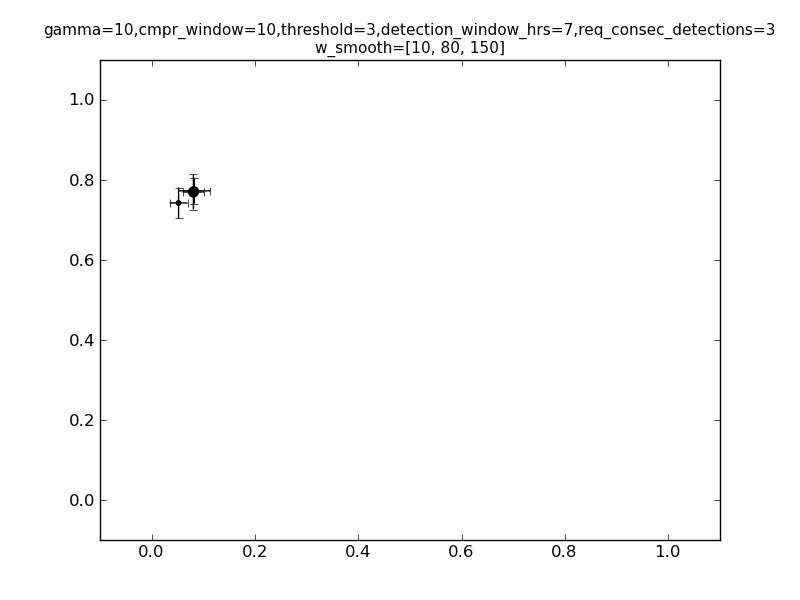 gamma=10,cmpr_window=10,threshold=3,detection_window_hrs=7,req_consec_detections=3
w_smooth=[10, 80, 150]
1.0
0.8
0.6
0.4
0.2
0.0
0.0 0.2 0.4 0.6 0.8 1.0